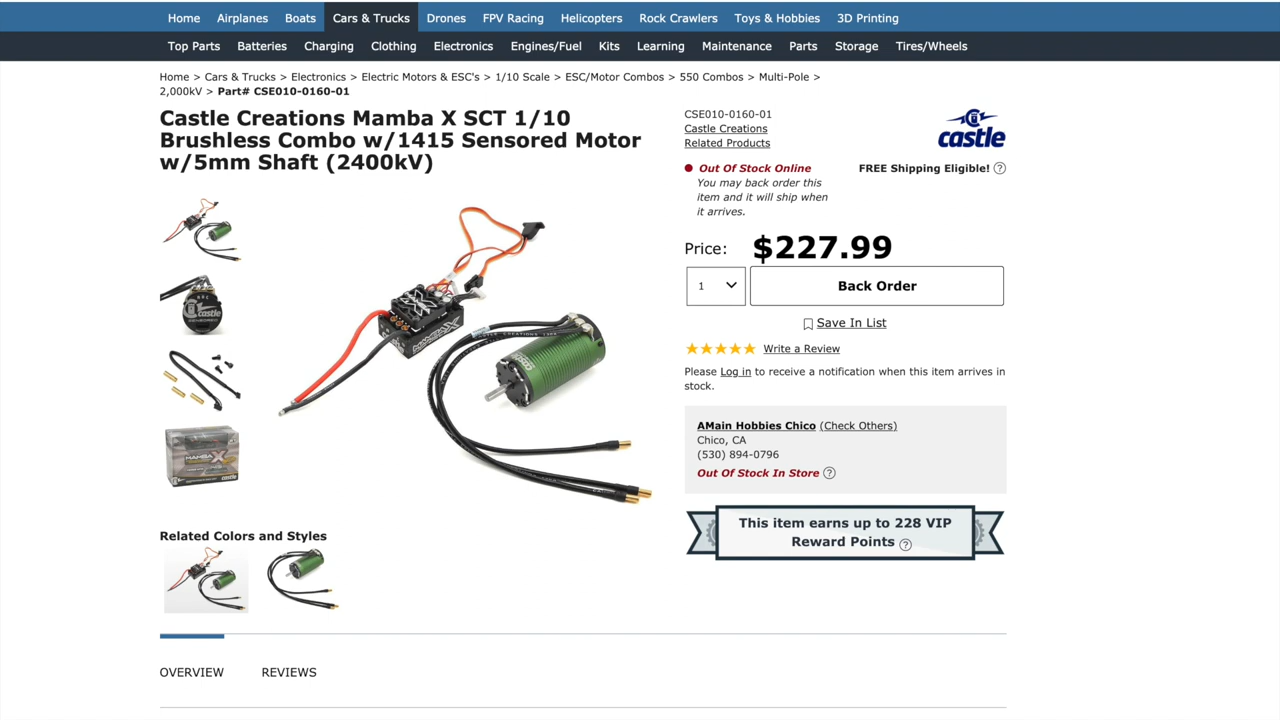 Home Airplanes Boats Cars & Trucks Drones FPV Racing Helicopters Rock Crawlers Toys & Hobbies 3D Printing
Top Parts Batteries Charging Clothing Electronics Engines/Fuel Kits Learning Maintenance Parts Storage Tires/Wheels
Home > Cars & Trucks > Electronics > Electric Motors & ESC's > 1/10 Scale > ESC/Motor Combos > 550 Combos > Multi-Pole >
2,000kV > Part# CSE010-0160-01
Castle Creations Mamba X SCT 1/10
Brushless Combo w/1415 Sensored Motor
w/5mm Shaft (2400kV)
CSE010-0160-01
Castle Creations
Related Products
castle
Out Of Stock Online
You may back order this
item and it will ship when
it arrives.
FREE Shipping Eligible! ?
Price: $227.99
1
Back Order
Save In List
Write a Review
Please Log in to receive a notification when this item arrives in
stock.
AMain Hobbies Chico (Check Others)
Chico, CA
(530) 894-0796
Out Of Stock In Store ?
This item earns up to 228 VIP
Reward Points ?
castle
MAMBA X
castle
MAMBA X
castle
Related Colors and Styles
OVERVIEW REVIEWS